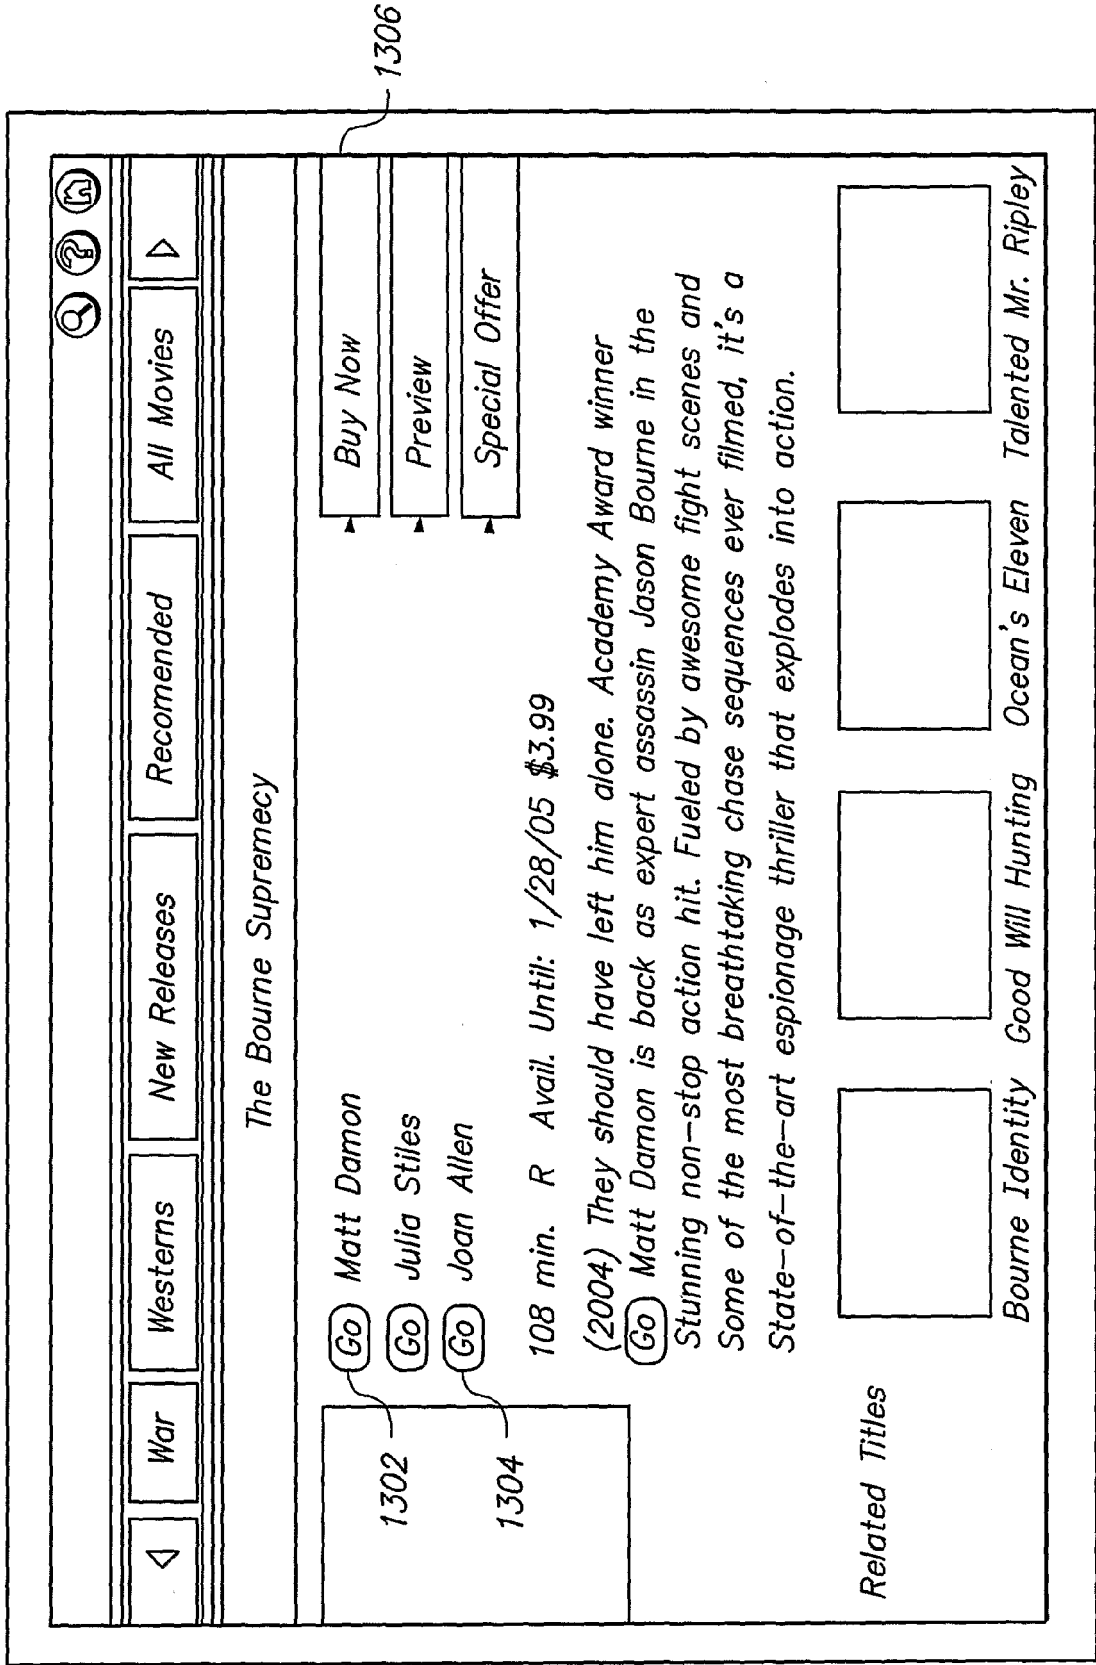 War Westerns New Releases Recomended All Movies
The Bourne Supremecy
Go Matt Damon
Go Julia Stiles
Go Joan Allen
1302
1304
Buy Now
Preview
Special Offer
1306
108 min. R Avail. Until: 1/28/05 $3.99
(2004) They should have left him alone. Academy Award winner
Go Matt Damon is back as expert assassin Jason Bourne in the
Stunning non-stop action hit. Fueled by awesome fight scenes and
Some of the most breathtaking chase sequences ever filmed, it's a
State-of-the-art espionage thriller that explodes into action.
Related Titles
Bourne Identity Good Will Hunting Ocean's Eleven Talented Mr. Ripley